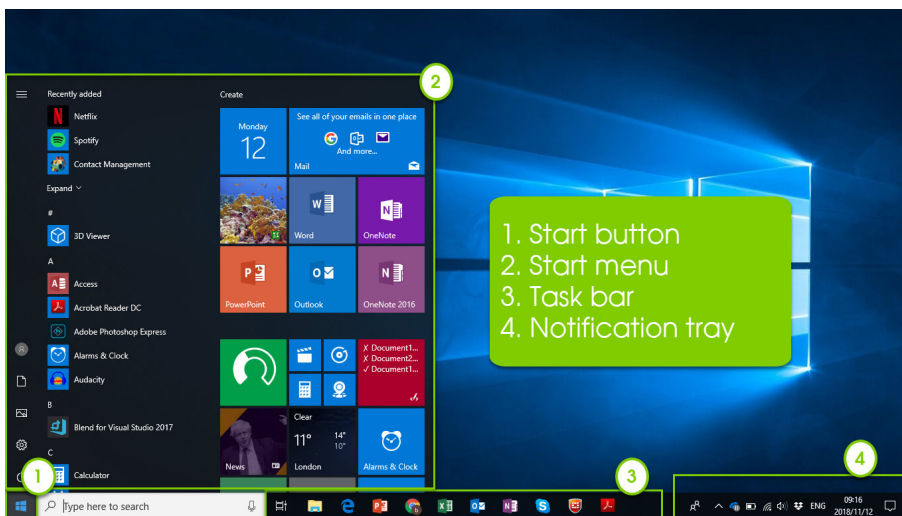 2
Recently added
Netflix
Spotify
Contact Management
Expand
#
3D Viewer
A
Access
Acrobat Reader DC
Adobe Photoshop Express
Alarms & Clock
Audacity
B
Blend for Visual Studio 2017
C
Calculator
Create
Monday
12
See all of your emails in one place
And more...
Mail
Word
OneNote
PowerPoint
Outlook
OneNote 2016
X Document1...
X Document2...
✓ Document1...
News
Clear
11° 14°
10°
London
Alarms & Clock
1. Start button
2. Start menu
3. Task bar
4. Notification tray
1
3
4
Type here to search
ENG
09:16
2018/11/12